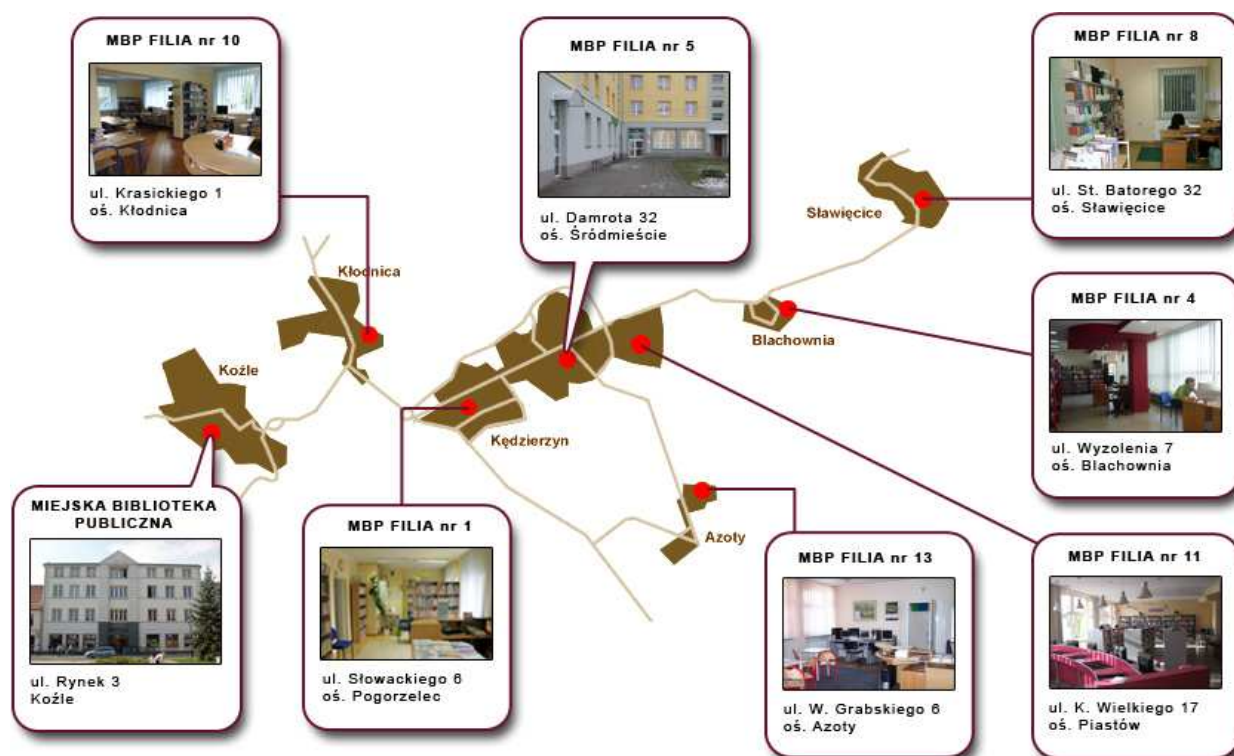 MBP FILIA nr 10
ul. Krasickiego 1
oś. Kłodnica
MBP FILIA nr 5
ul. Damrota 32
oś. Śródmieście
MBP FILIA nr 8
ul. St. Batorego 32
oś. Sławięcice
Sławięcice
Kłodnica
MBP FILIA nr 4
ul. Wyzolenia 7
oś. Blachownia
Blachownia
Koźle
Kędzierzyn
Azoty
MIEJSKA BIBLIOTEKA
PUBLICZNA
ul. Rynek 3
Koźle
MBP FILIA nr 1
ul. Słowackiego 6
oś. Pogorzelec
MBP FILIA nr 13
ul. W. Grabskiego 6
oś. Azoty
MBP FILIA nr 11
ul. K. Wielkiego 17
oś. Piastów